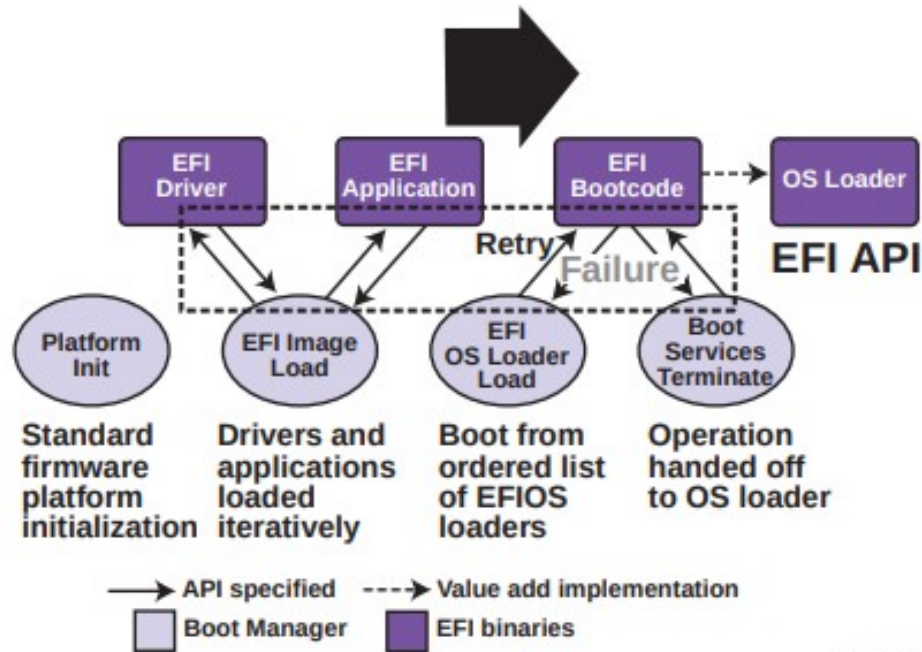 EFI
Driver
EFI
Application
EFI
Bootcode
OS Loader
Retry
Failure
EFI API
Platform
Init
EFI Image
Load
EFI
OS Loader
Load
Boot
Services
Terminate
Standard
firmware
platform
initialization
Drivers and
applications
loaded
iteratively
Boot from
ordered list
of EFIOS
loaders
Operation
handed off
to OS loader
API specified
Value add implementation
Boot Manager
EFI binaries